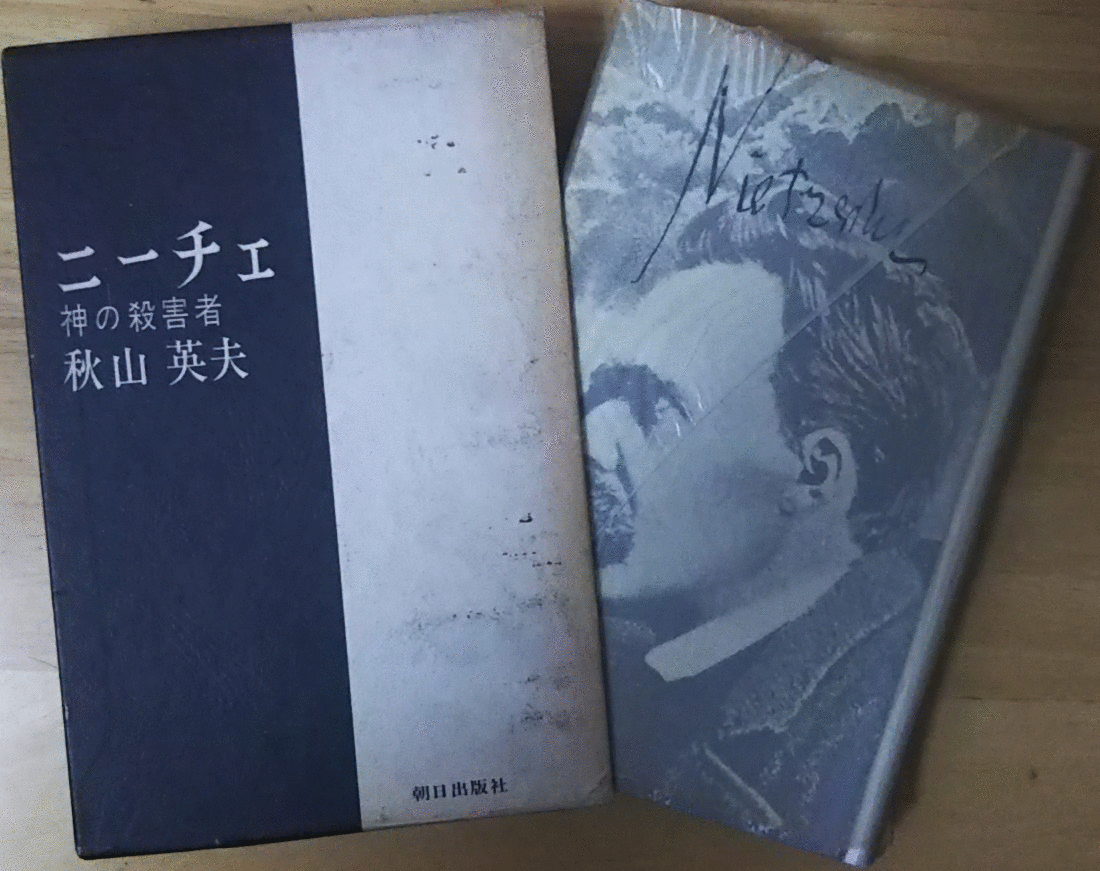 ニーチェ
神の殺害者
秋山 英夫
朝日出版社
Nietzsche